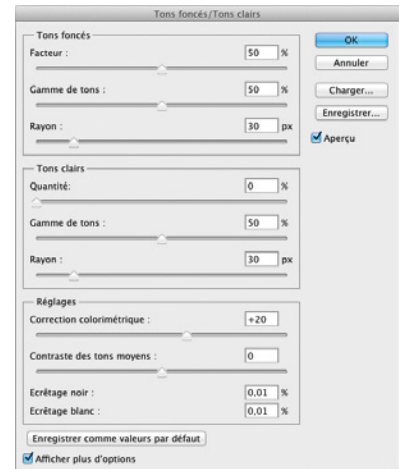 Tons foncés/Tons clairs
Tons foncés
Facteur : 50 %
Gamme de tons : 50 %
Rayon : 30 px
Tons clairs
Quantité: 0 %
Gamme de tons : 50 %
Rayon : 30 px
Réglages
Correction colorimétrique : +20
Contraste des tons moyens : 0
Ecrêtage noir : 0,01 %
Ecrêtage blanc : 0,01 %
Enregistrer comme valeurs par défaut
Afficher plus d'options
OK
Annuler
Charger...
Enregistrer...
Aperçu